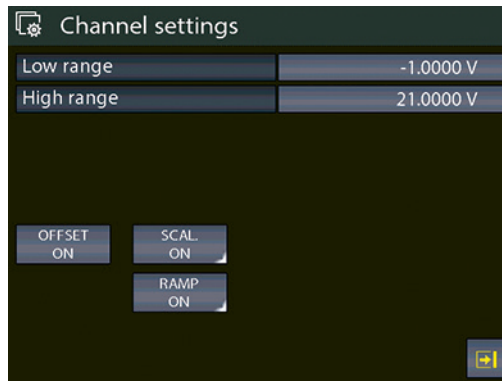 Channel settings
Low range -1.0000 V
High range 21.0000 V
OFFSET SCAL.
ON ON
RAMP
ON